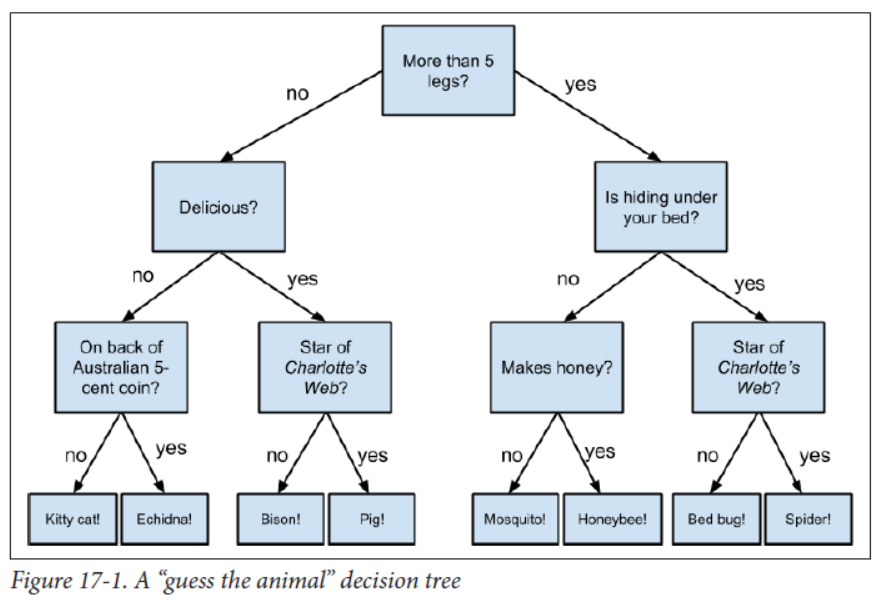 More than 5
legs?
no
yes
Delicious?
Is hiding under
your bed?
no
yes
no
yes
On back of
Australian 5-
cent coin?
Star of
Charlotte's
Web?
Makes honey?
Star of
Charlotte's
Web?
no
yes
no
yes
no
yes
no
yes
Kitty cat!
Echidna!
Bison!
Pig!
Mosquito!
Honeybee!
Bed bug!
Spider!
Figure 17-1. A “guess the animal” decision tree